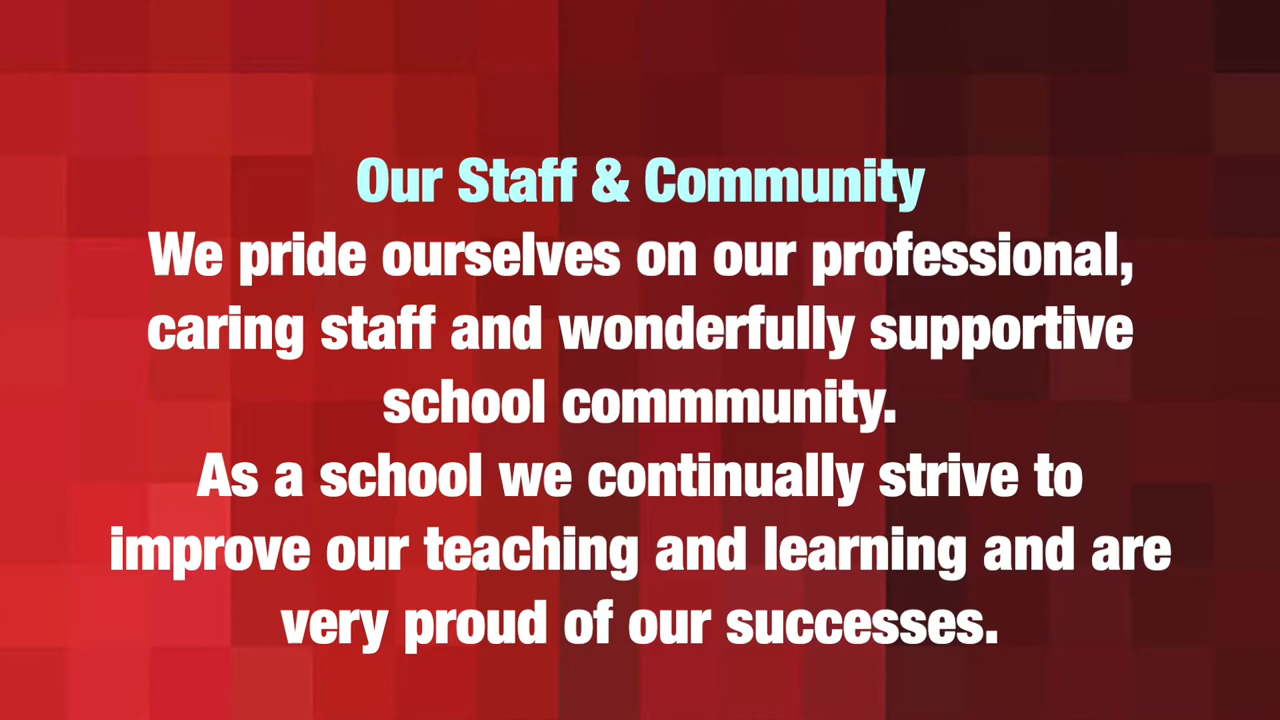 Our Staff & Community
We pride ourselves on our professional,
caring staff and wonderfully supportive
school commmunity.
As a school we continually strive to
improve our teaching and learning and are
very proud of our successes.